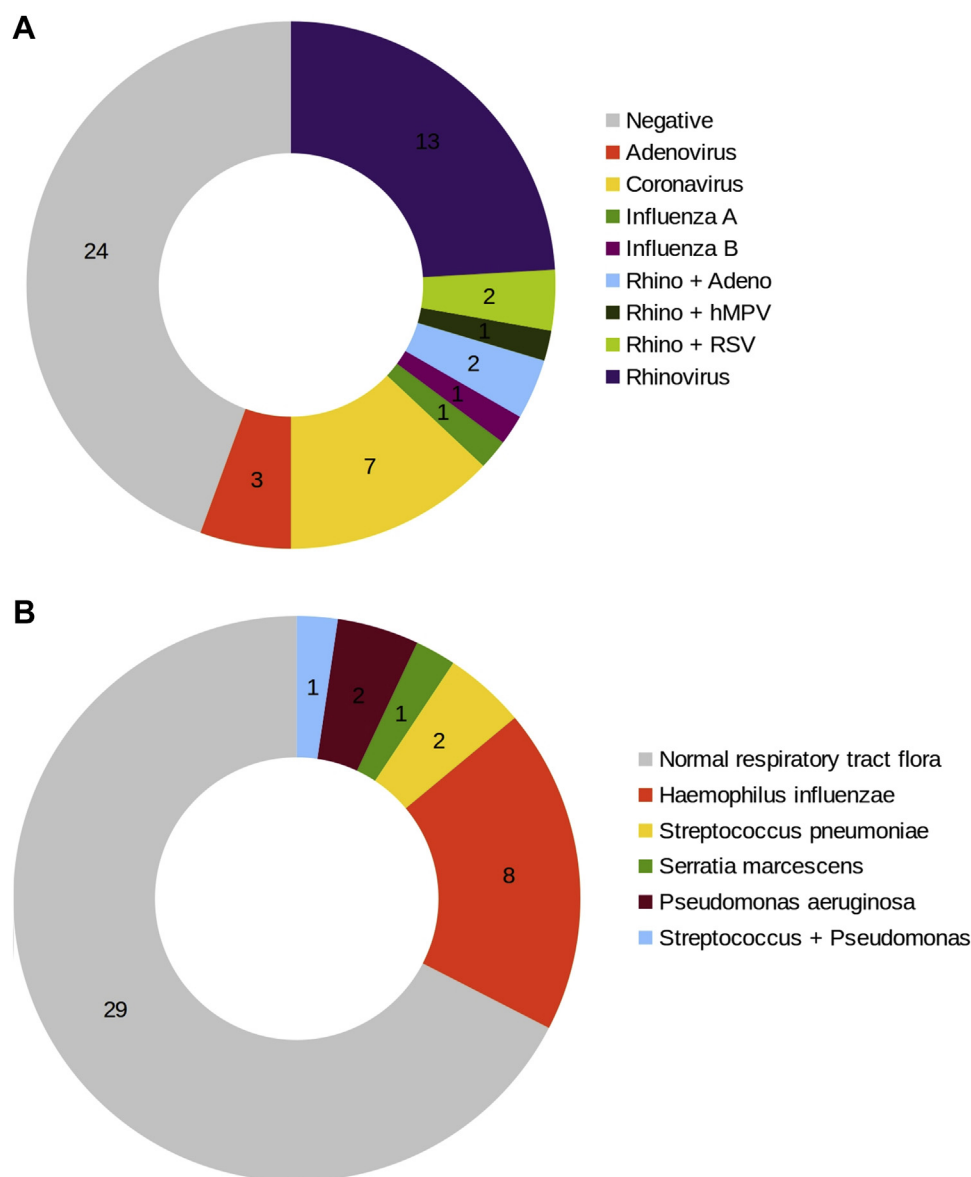 A
13
24
2
1
2
1
1
7
3
Negative
Adenovirus
Coronavirus
Influenza A
Influenza B
Rhino + Adeno
Rhino + hMPV
Rhino + RSV
Rhinovirus
B
1
2
1
2
8
29
Normal respiratory tract flora
Haemophilus influenzae
Streptococcus pneumoniae
Serratia marcescens
Pseudomonas aeruginosa
Streptococcus + Pseudomonas